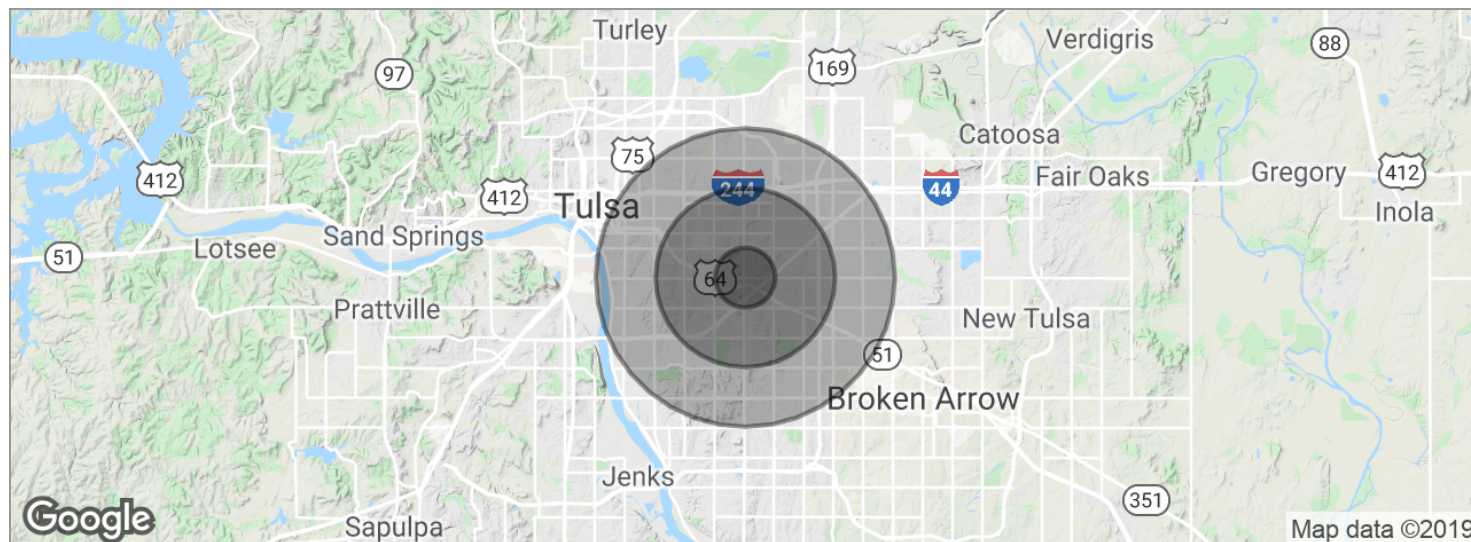 Turley
Verdigris
88
97
169
Catoosa
75
412
412
244
44
Fair Oaks
Gregory
412
Tulsa
Inola
Sand Springs
Lotsee
51
64
Prattville
New Tulsa
51
Broken Arrow
Jenks
351
Google
Sapulpa
Map data ©2019